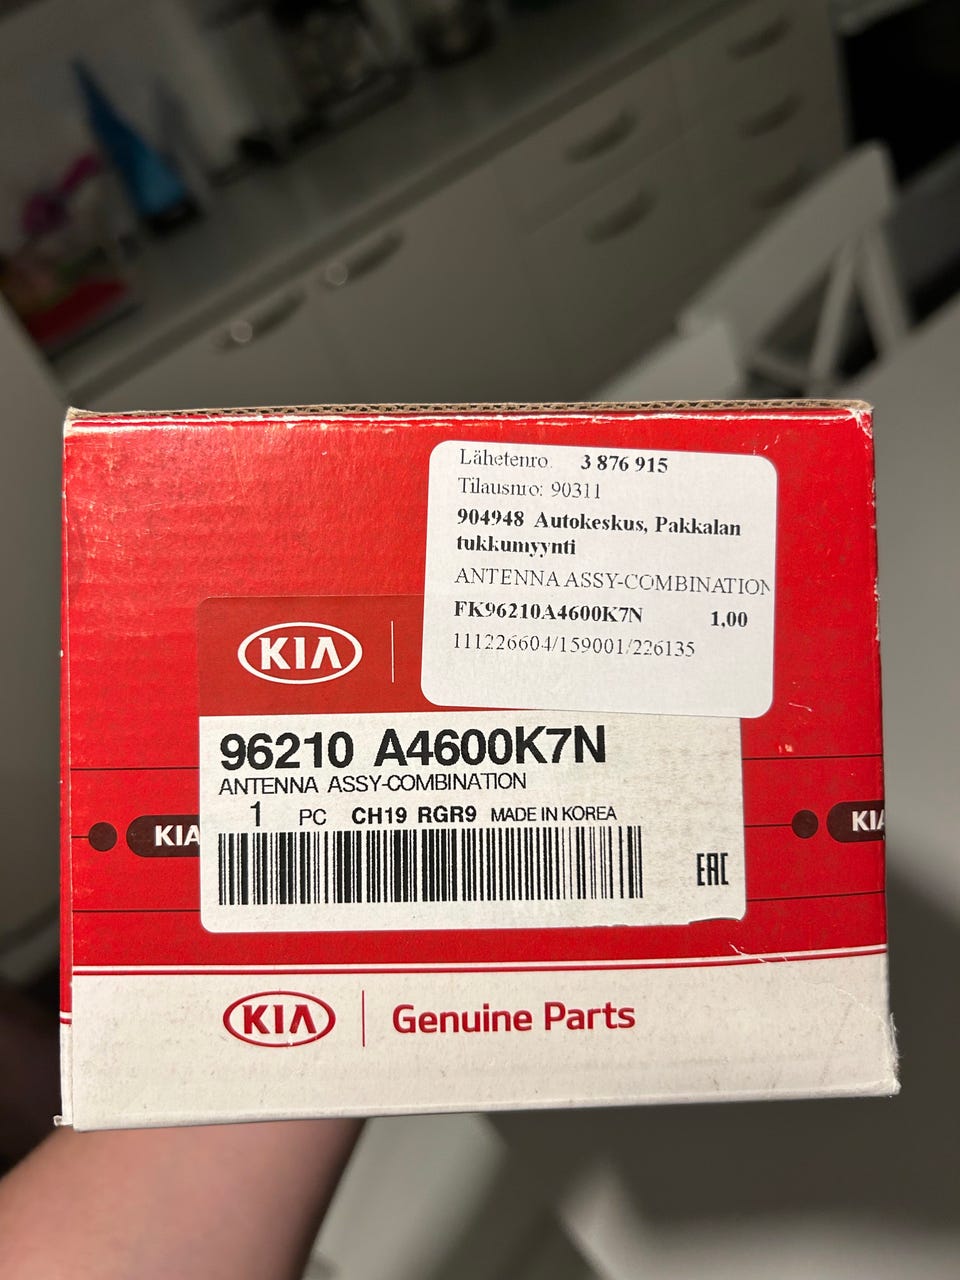 Lähetenro. 3 876 915
Tilausnro: 90311
904948 Autokeskus, Pakkalan
tukkumyynti
ANTENNA ASSY-COMBINATION
FK96210A4600K7N 1,00
111226604/159001/226135
KIA
96210 A4600K7N
ANTENNA ASSY-COMBINATION
1 PC CH19 RGR9 MADE IN KOREA
KIA
KIA
EAC
KIA Genuine Parts